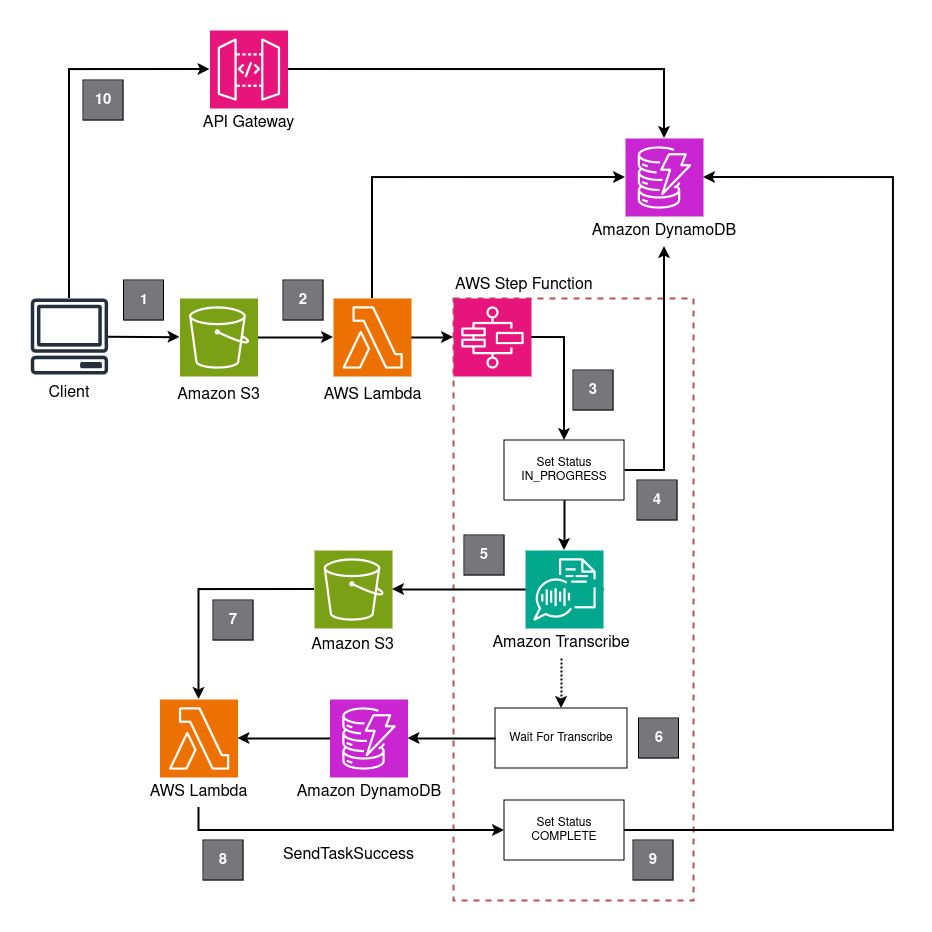 10
</>
API Gateway
Amazon DynamoDB
AWS Step Function
1
2
Client
Amazon S3
AWS Lambda
3
Set Status
IN_PROGRESS
4
5
Amazon S3
Amazon Transcribe
7
Wait For Transcribe
6
AWS Lambda
Amazon DynamoDB
Set Status
COMPLETE
SendTaskSuccess
8
9